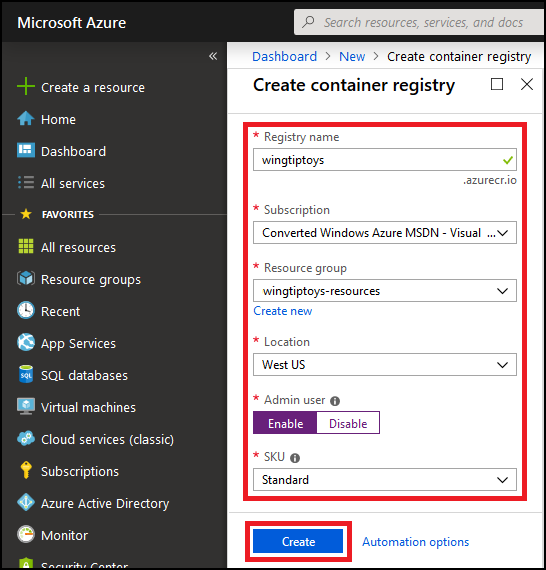 Microsoft Azure
Search resources, services, and docs
«
Create a resource
Home
Dashboard
All services
FAVORITES
All resources
Resource groups
Recent
App Services
SQL databases
Virtual machines
Cloud services (classic)
Subscriptions
Azure Active Directory
Monitor
Security Center
Dashboard > New > Create container registry
Create container registry
* Registry name
wingtiptoys
.azurecr.io
* Subscription
Converted Windows Azure MSDN - Visual ...
* Resource group
wingtiptoys-resources
Create new
* Location
West US
* Admin user
Enable Disable
* SKU
Standard
Create Automation options